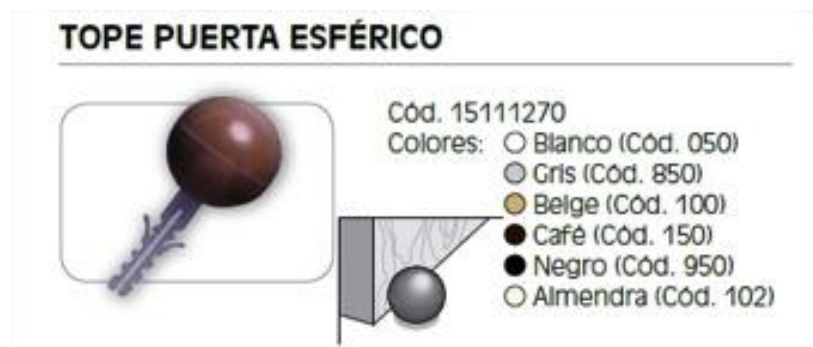 TOPE PUERTA ESFÉRICO
Cód. 15111270
Colores: Blanco (Cód. 050)
Gris (Cód. 850)
Beige (Cód. 100)
Café (Cód. 150)
Negro (Cód. 950)
Almendra (Cód. 102)